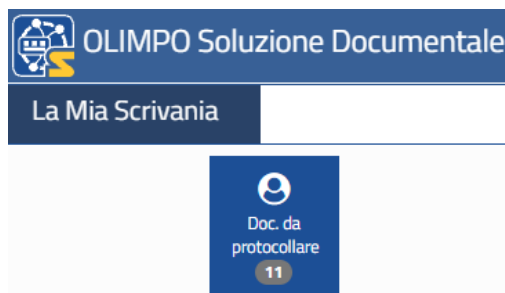 OLIMPO Soluzione Documentale
La Mia Scrivania
Doc. da
protocollare
11